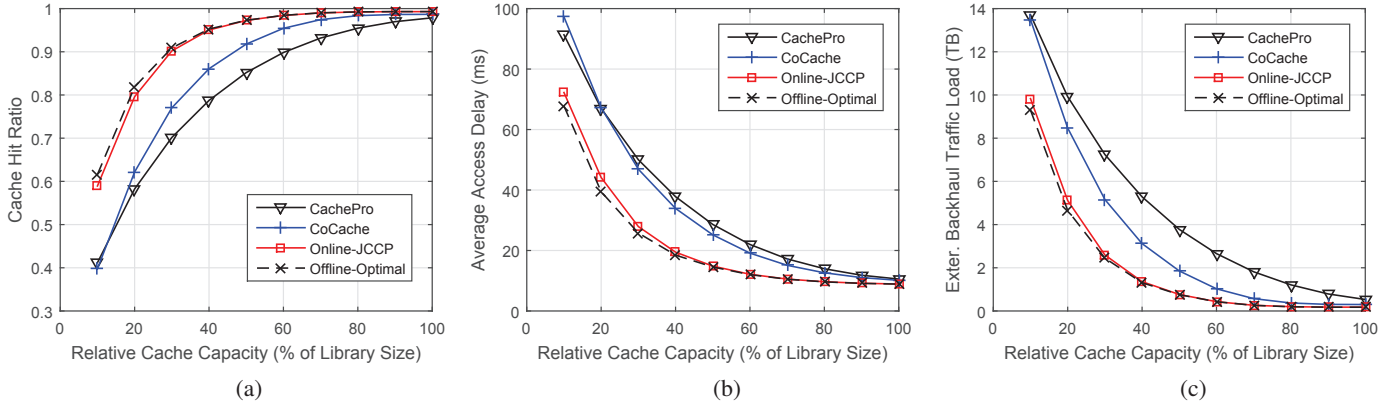 1
0.9
0.8
0.7
0.6
0.5
0.4
0.3
0
20
40
60
80
100
Cache Hit Ratio
Relative Cache Capacity (% of Library Size)
CachePro
CoCache
Online-JCCP
Offline-Optimal
(a)
100
80
60
40
20
0
0
20
40
60
80
100
Average Access Delay (ms)
Relative Cache Capacity (% of Library Size)
CachePro
CoCache
Online-JCCP
Offline-Optimal
(b)
14
12
10
8
6
4
2
0
0
20
40
60
80
100
Exter. Backhaul Traffic Load (TB)
Relative Cache Capacity (% of Library Size)
CachePro
CoCache
Online-JCCP
Offline-Optimal
(c)